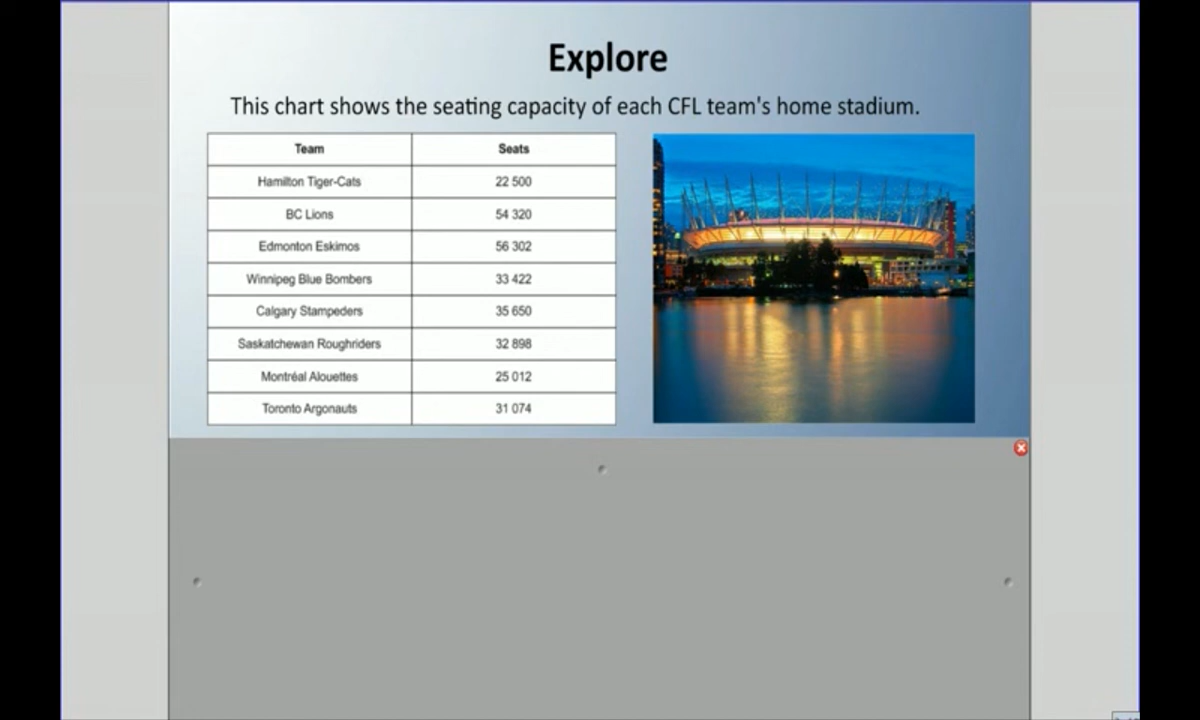 Explore
This chart shows the seating capacity of each CFL team's home stadium.
Team Seats
Hamilton Tiger-Cats 22 500
BC Lions 54 320
Edmonton Eskimos 56 302
Winnipeg Blue Bombers 33 422
Calgary Stampeders 35 650
Saskatchewan Roughriders 32 898
Montréal Alouettes 25 012
Toronto Argonauts 31 074